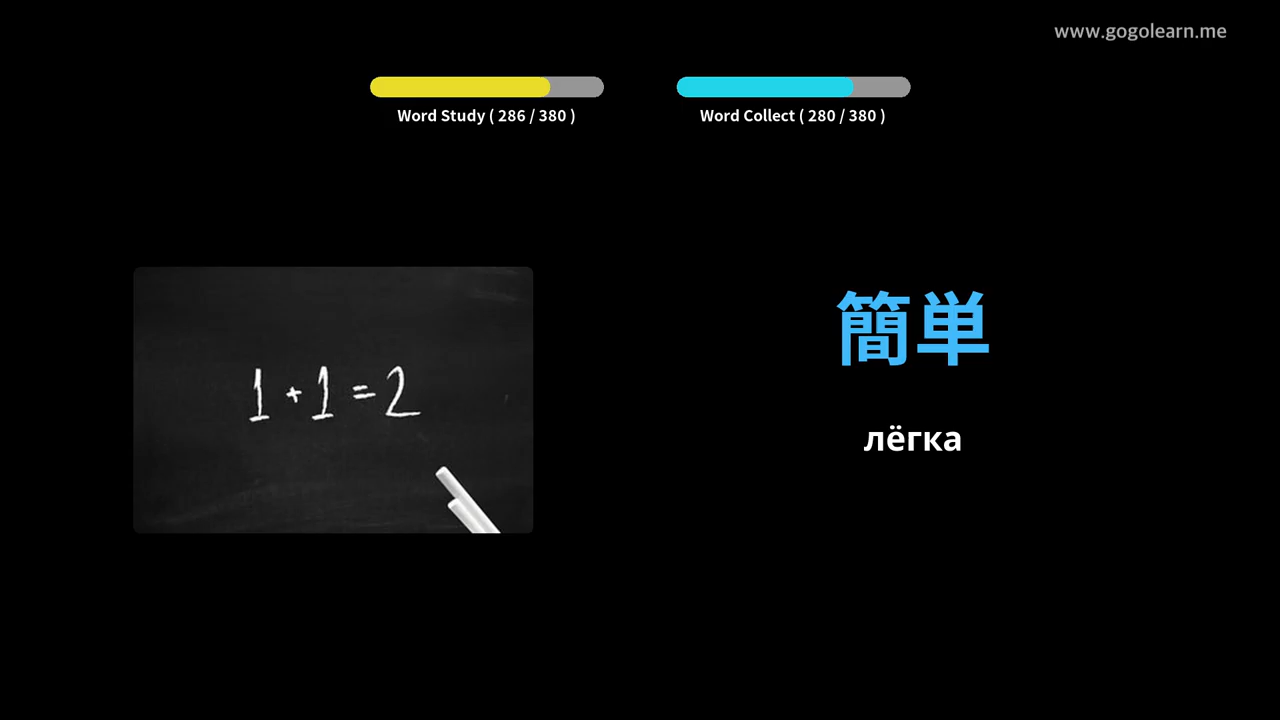 www.gogolearn.me
Word Study ( 286 / 380 )
Word Collect ( 280 / 380 )
1 + 1 = 2
簡単
лёгка